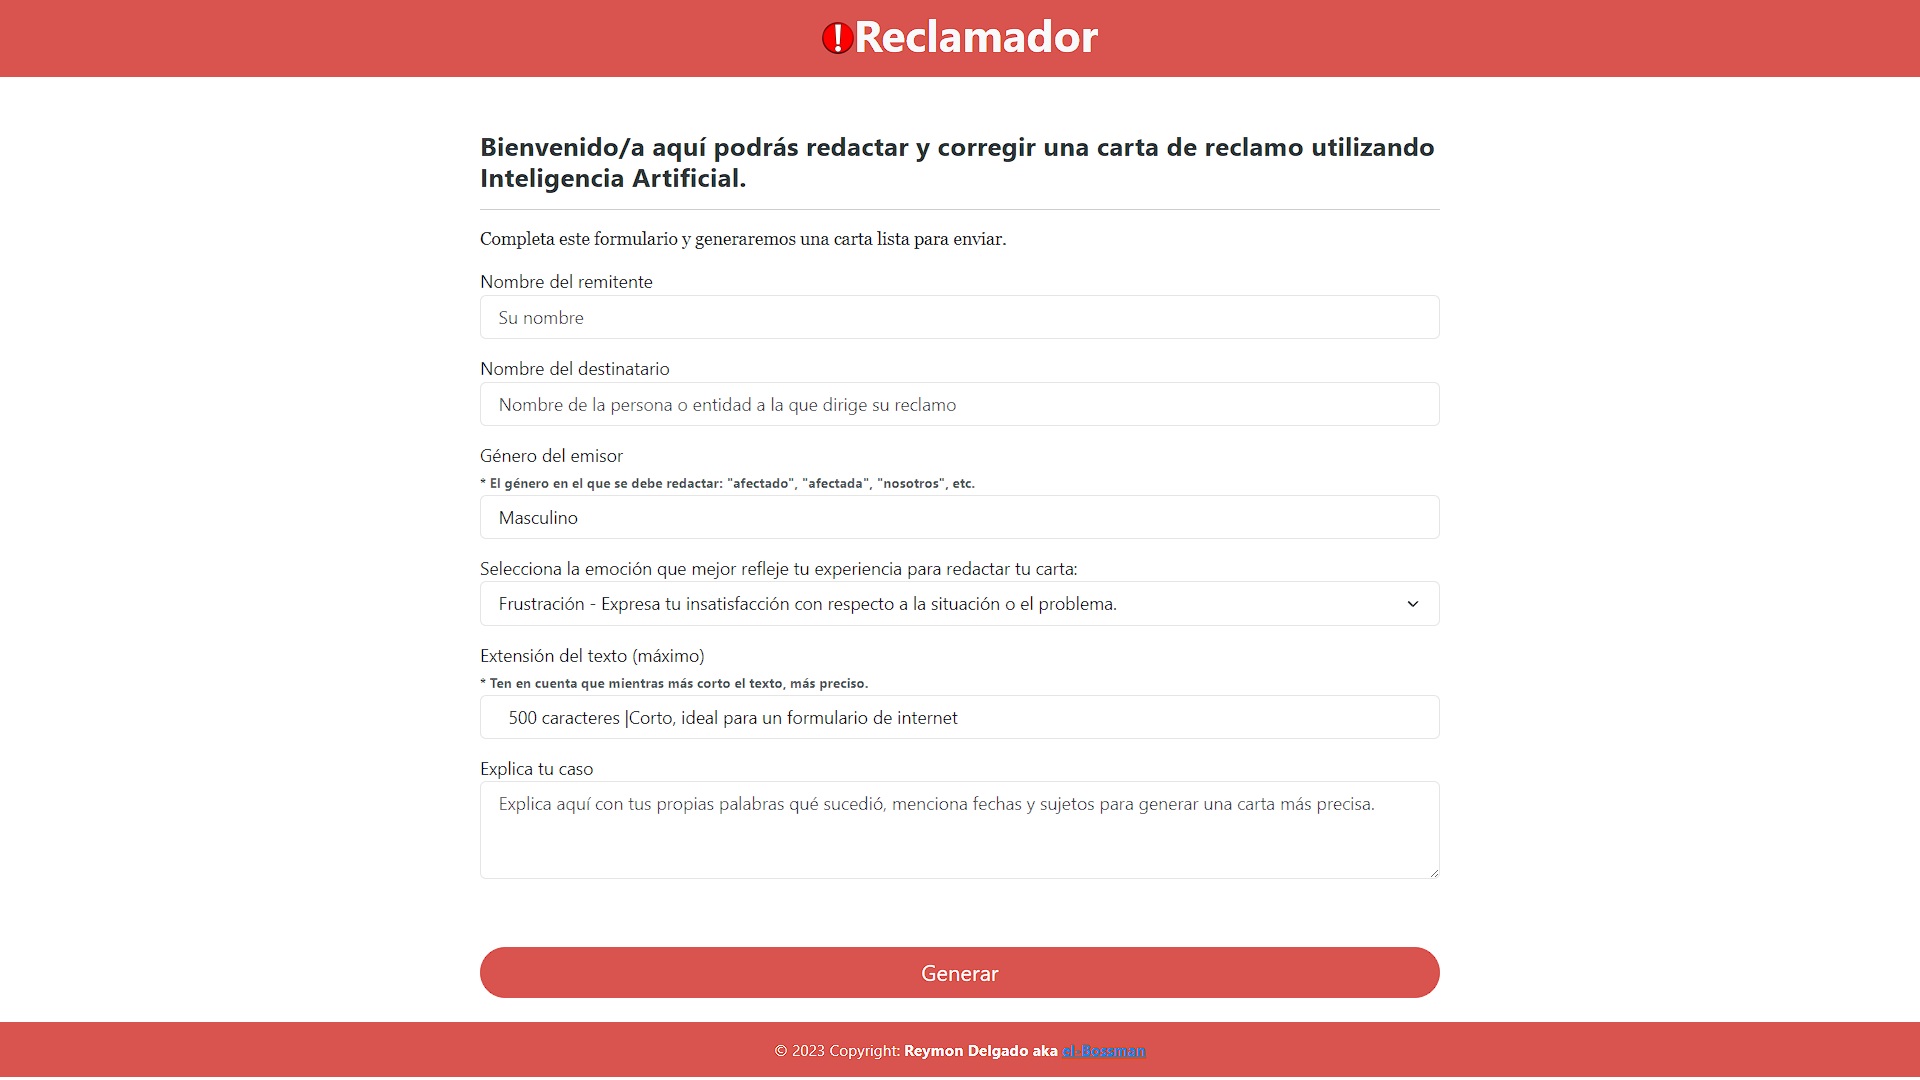 Reclamador
Bienvenido/a aquí podrás redactar y corregir una carta de reclamo utilizando
Inteligencia Artificial.
Completa este formulario y generaremos una carta lista para enviar.
Nombre del remitente
Su nombre
Nombre del destinatario
Nombre de la persona o entidad a la que dirige su reclamo
Género del emisor
* El género en el que se debe redactar: "afectado", "afectada", "nosotros", etc.
Masculino
Selecciona la emoción que mejor refleje tu experiencia para redactar tu carta:
Frustración - Expresa tu insatisfacción con respecto a la situación o el problema.
Extensión del texto (máximo)
* Ten en cuenta que mientras más corto el texto, más preciso.
500 caracteres |Corto, ideal para un formulario de internet
Explica tu caso
Explica aquí con tus propias palabras qué sucedió, menciona fechas y sujetos para generar una carta más precisa.
Generar
© 2023 Copyright: Reymon Delgado aka el-Bossman